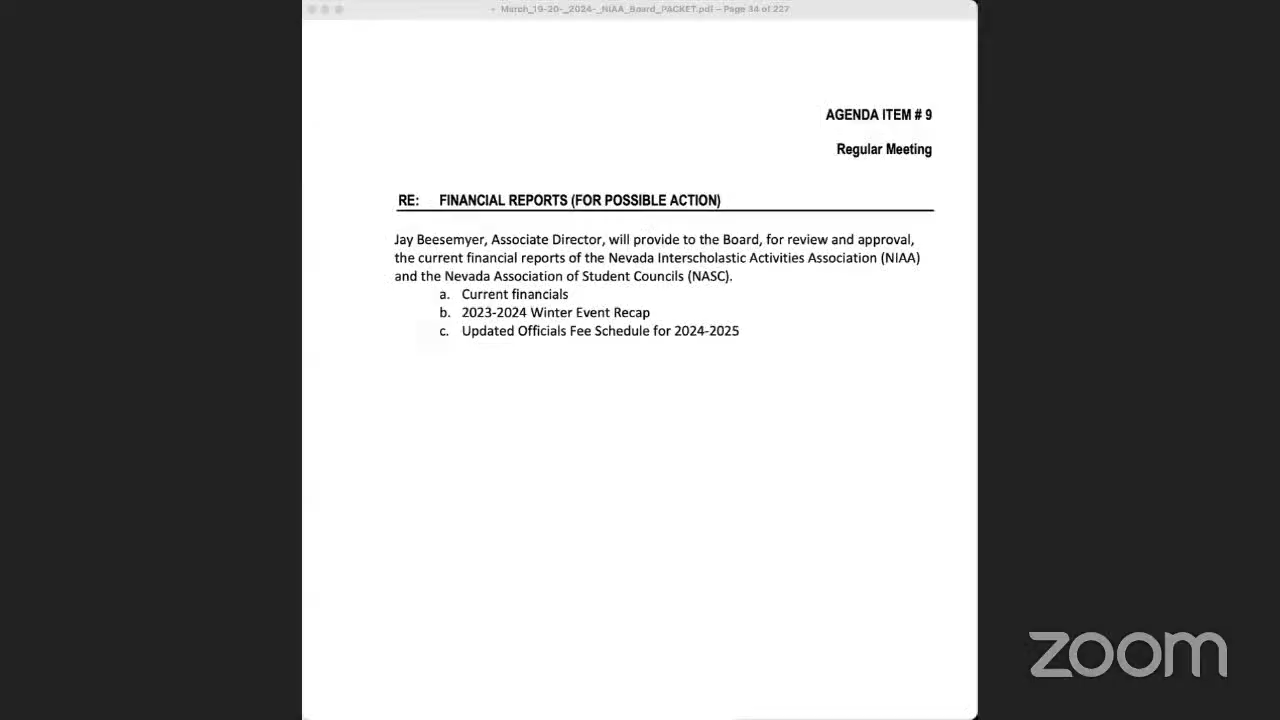 March_19-20-_2024-_NIAA_Board_PACKET.pdf – Page 34 of 227
AGENDA ITEM # 9
Regular Meeting
RE: FINANCIAL REPORTS (FOR POSSIBLE ACTION)
Jay Beesemyer, Associate Director, will provide to the Board, for review and approval,
the current financial reports of the Nevada Interscholastic Activities Association (NIAA)
and the Nevada Association of Student Councils (NASC).
a. Current financials
b. 2023-2024 Winter Event Recap
c. Updated Officials Fee Schedule for 2024-2025
zoom